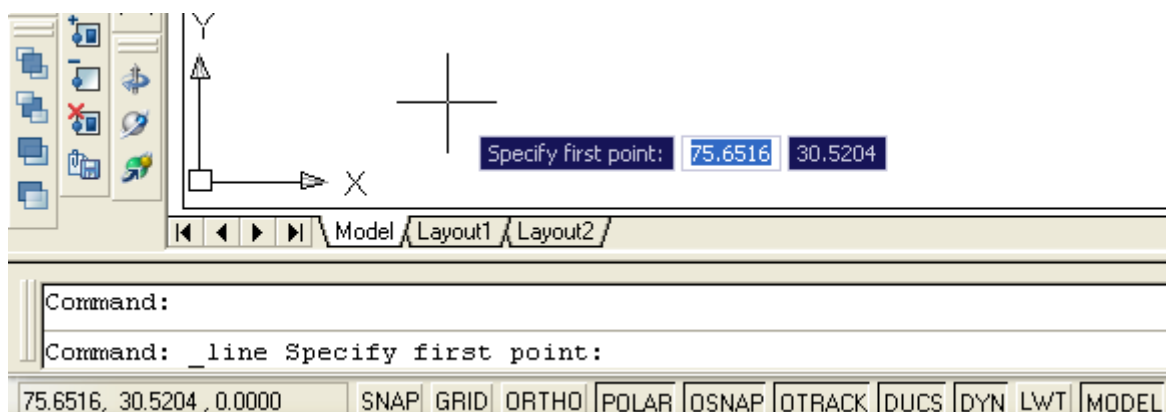 Y
Specify first point: 75.6516 30.5204
X
Model Layout1 Layout2
Command:
Command: _line Specify first point:
75.6516, 30.5204 , 0.0000 SNAP GRID ORTHO POLAR OSNAP OTRACK DUCS DYN LWT MODEL